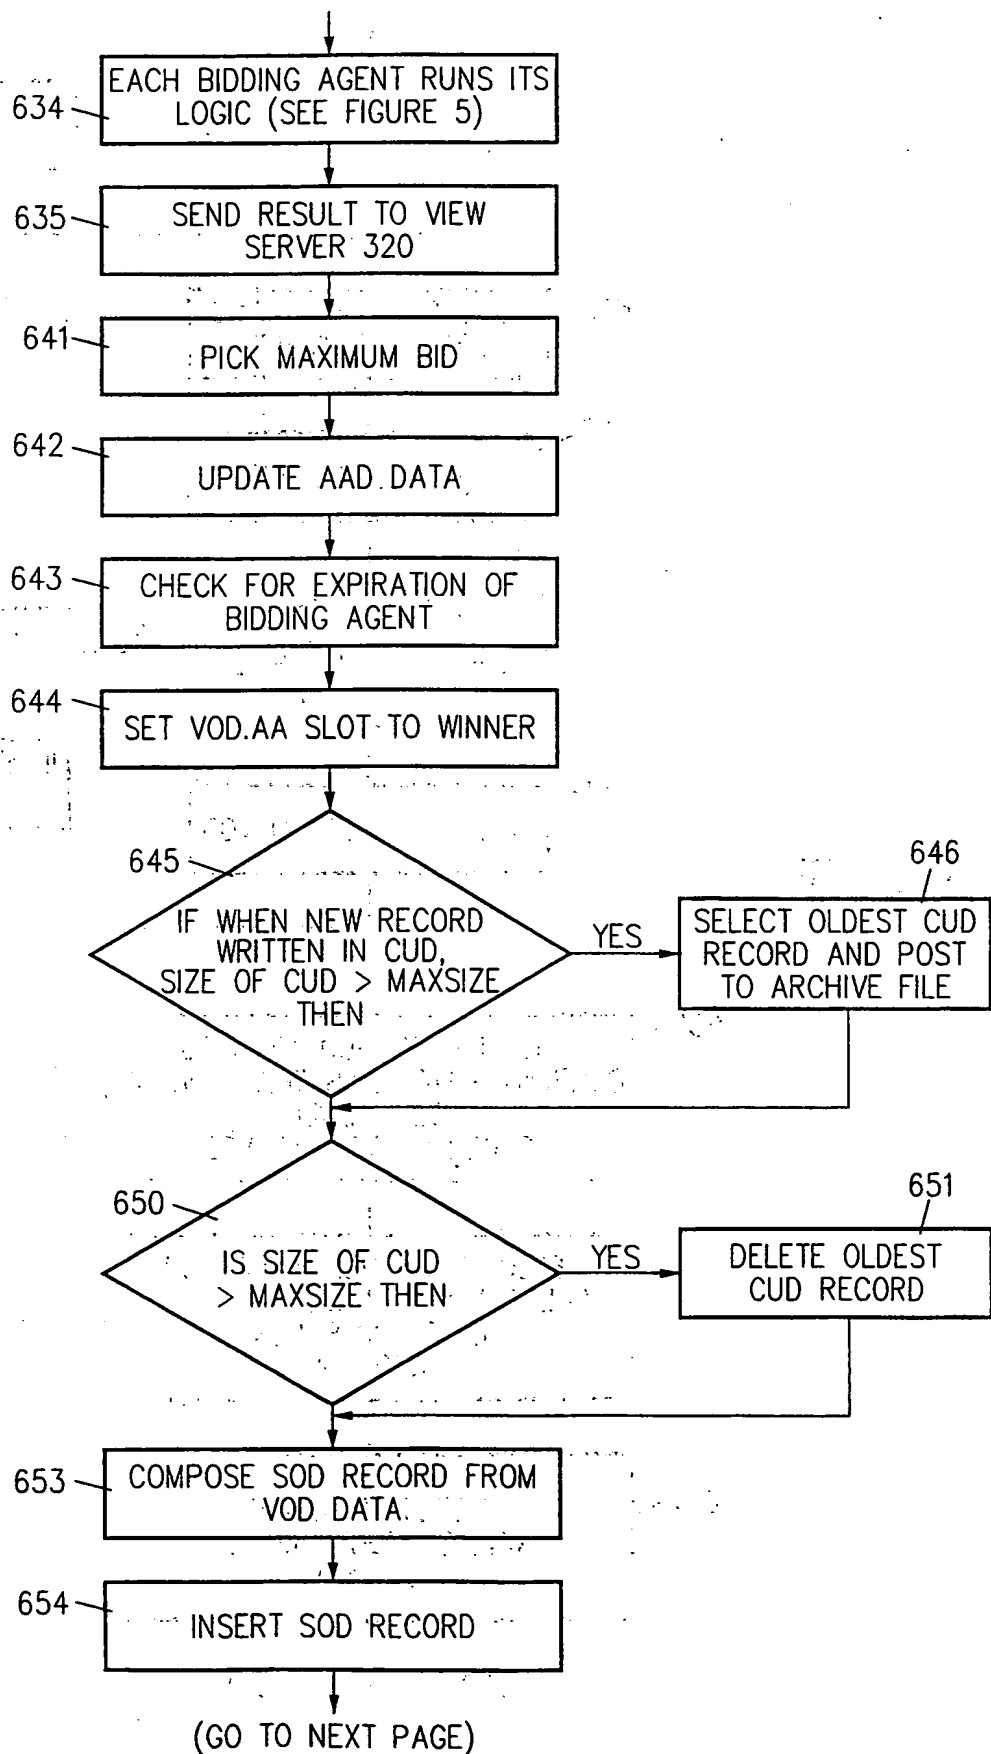 634
EACH BIDDING AGENT RUNS ITS
LOGIC (SEE FIGURE 5)
635
SEND RESULT TO VIEW
SERVER 320
641
PICK MAXIMUM BID
642
UPDATE AAD DATA
643
CHECK FOR EXPIRATION OF
BIDDING AGENT
644
SET VOD.AA SLOT TO WINNER
645
IF WHEN NEW RECORD
WRITTEN IN CUD,
SIZE OF CUD > MAXSIZE
THEN
YES
646
SELECT OLDEST CUD
RECORD AND POST
TO ARCHIVE FILE
650
IS SIZE OF CUD
> MAXSIZE THEN
YES
651
DELETE OLDEST
CUD RECORD
653
COMPOSE SOD RECORD FROM
VOD DATA
654
INSERT SOD RECORD
(GO TO NEXT PAGE)